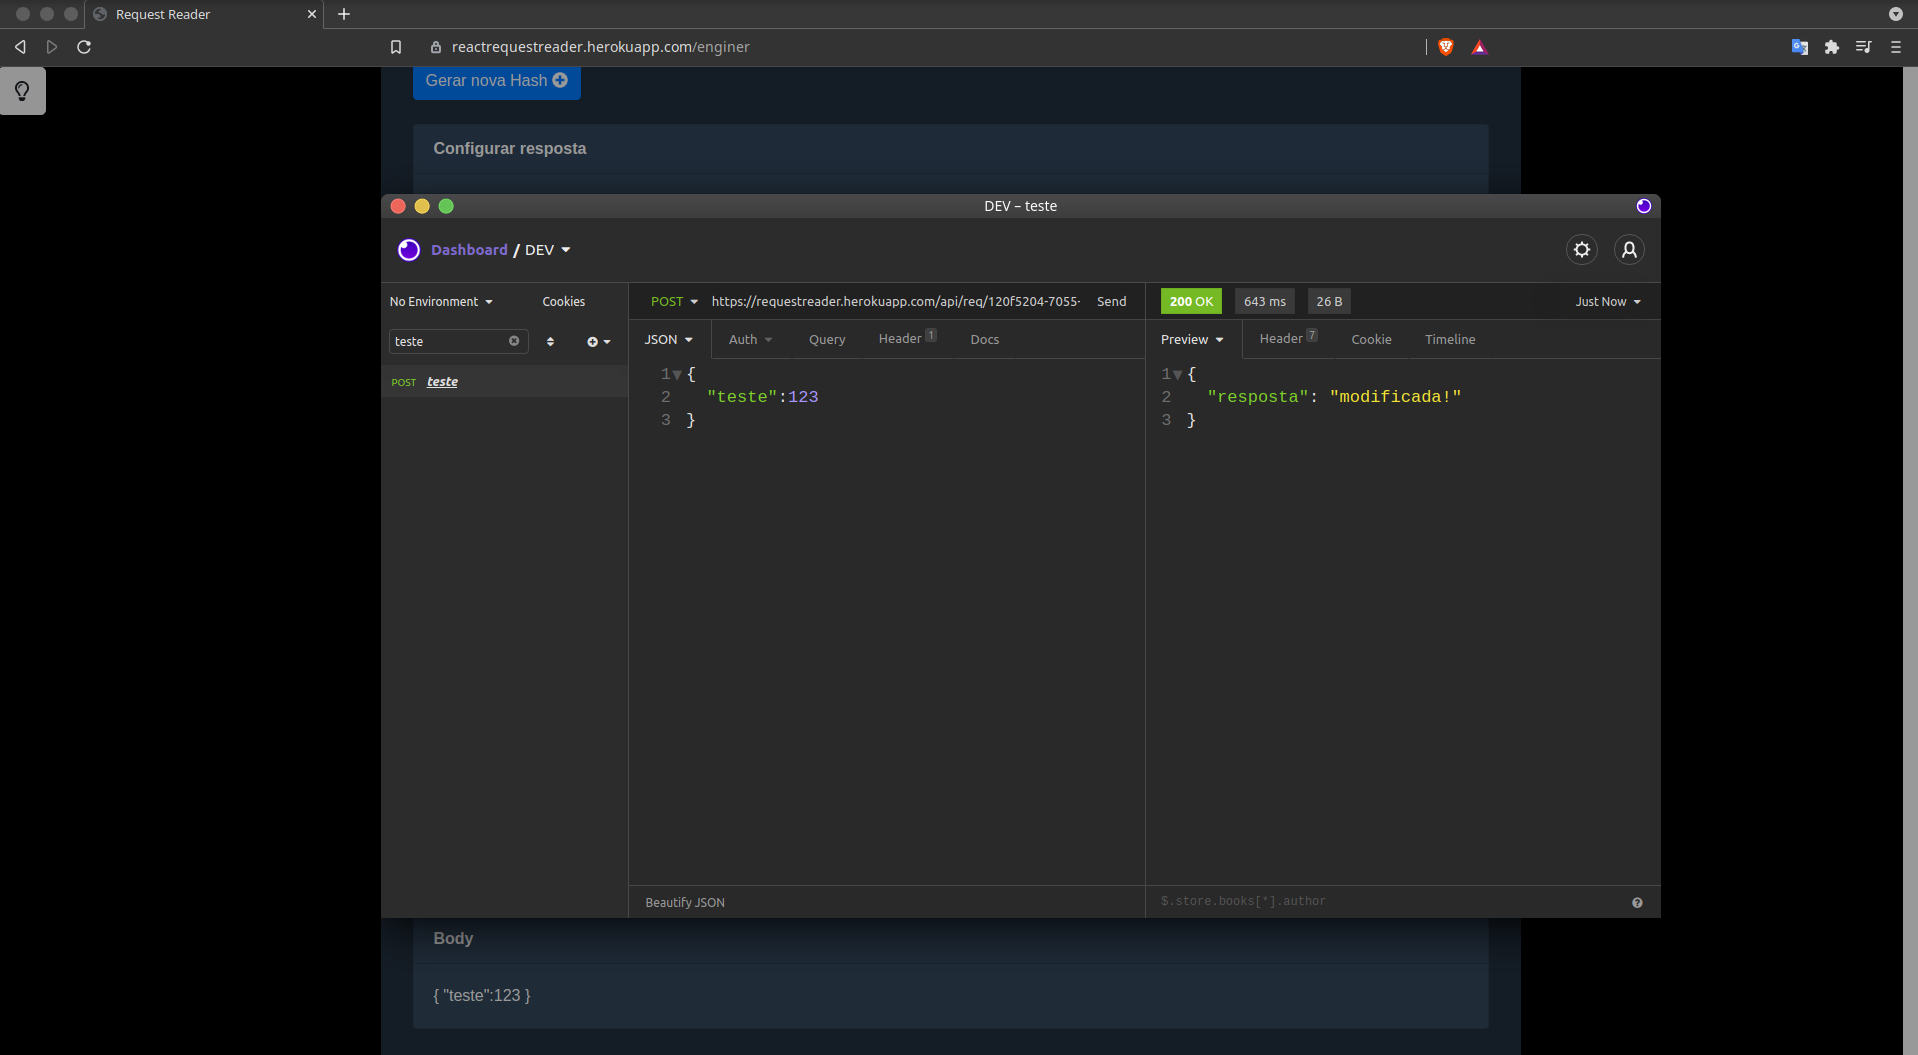 Request Reader
reactrequestreader.herokuapp.com/enginer
Gerar nova Hash
Configurar resposta
DEV – teste
Dashboard / DEV
No Environment
Cookies
teste
POST teste
POST https://requestreader.herokuapp.com/api/req/120f5204-7055- Send
JSON Auth Query Header 1 Docs
1 {
2 "teste":123
3 }
Beautify JSON
200 OK 643 ms 26 B Just Now
Preview Header 7 Cookie Timeline
1 {
2 "resposta": "modificada!"
3 }
$.store.books[*].author
Body
{ "teste":123 }